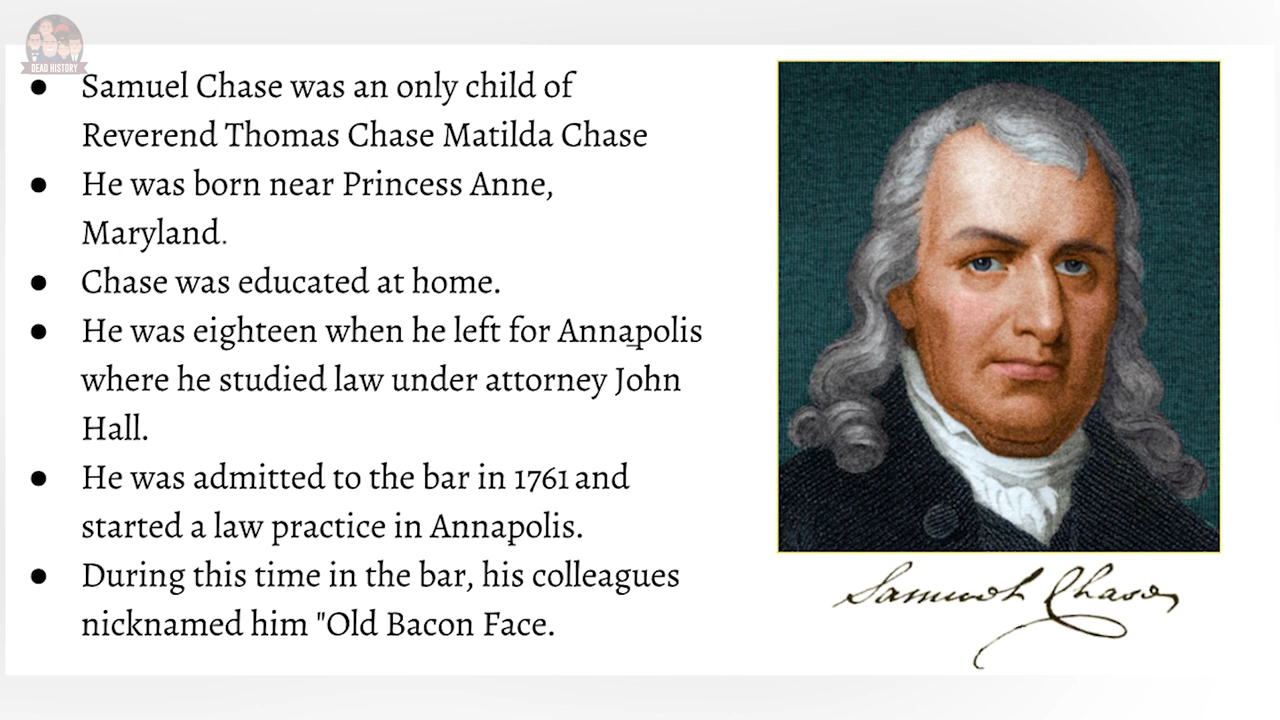 DEAD HISTORY
● Samuel Chase was an only child of
Reverend Thomas Chase Matilda Chase
● He was born near Princess Anne,
Maryland.
● Chase was educated at home.
● He was eighteen when he left for Annapolis
where he studied law under attorney John
Hall.
● He was admitted to the bar in 1761 and
started a law practice in Annapolis.
● During this time in the bar, his colleagues
nicknamed him "Old Bacon Face.
Samuel Chase